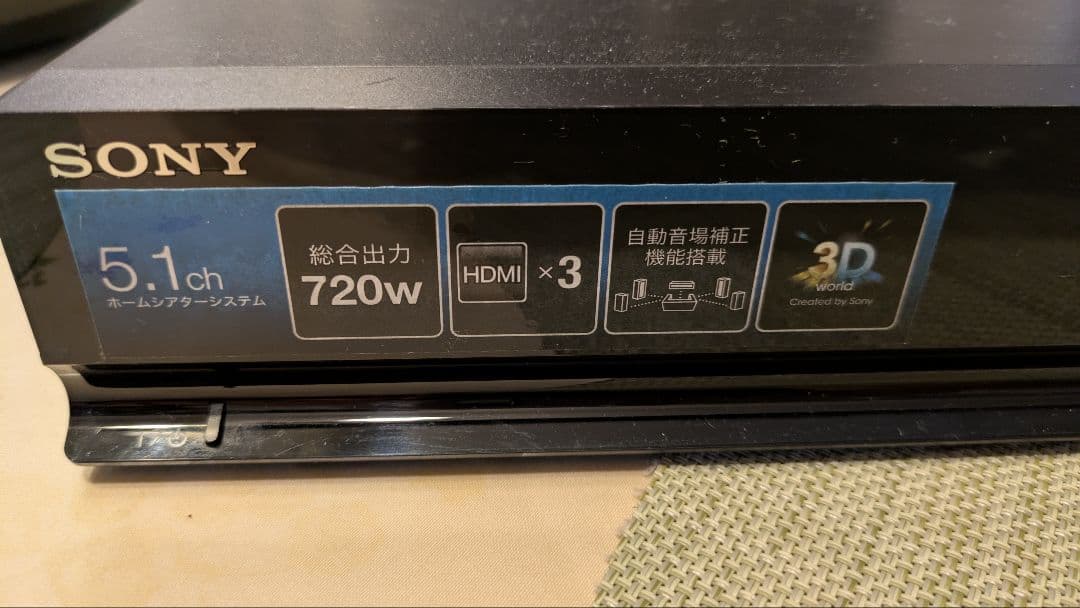 SONY
5.1ch
ホームシアターシステム
総合出力
720W
HDMI ×3
自動音場補正
機能搭載
3D
world
Created by Sony
I/⏻